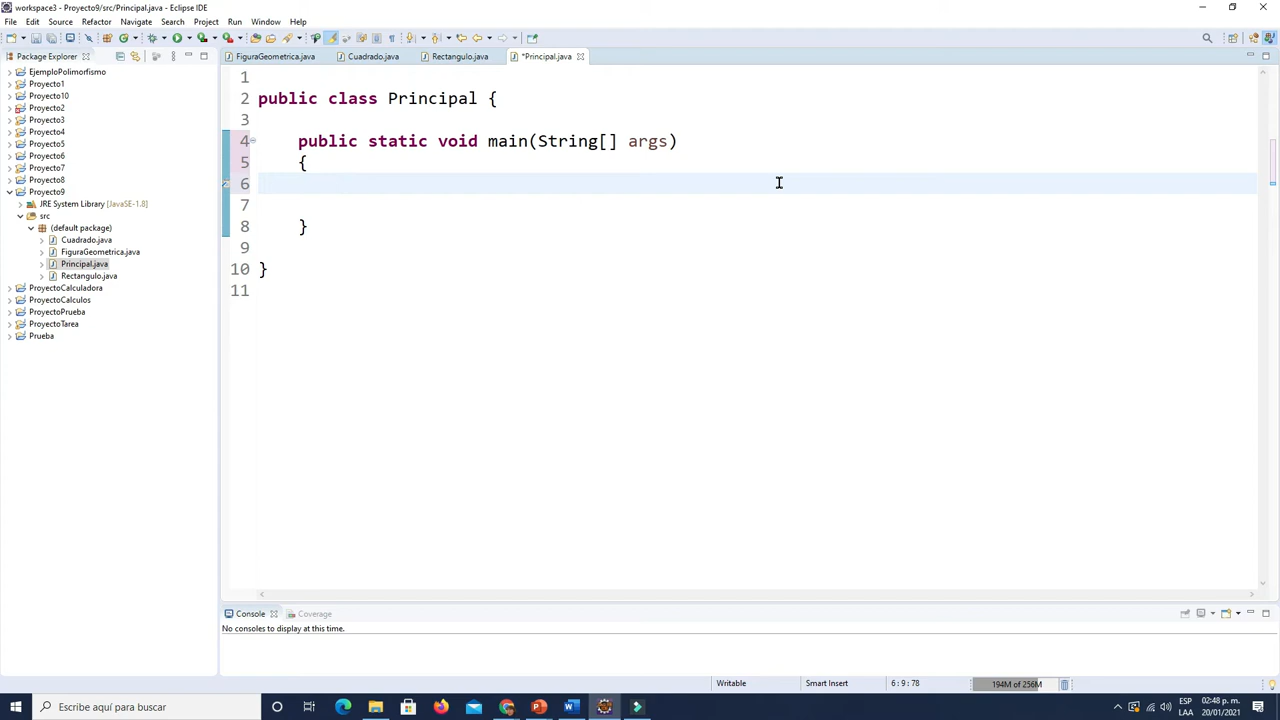 workspace3 - Proyecto9/src/Principal.java - Eclipse IDE
File Edit Source Refactor Navigate Search Project Run Window Help
Package Explorer
FiguraGeometrica.java Cuadrado.java Rectangulo.java *Principal.java
EjemploPolimorfismo
Proyecto1
Proyecto10
Proyecto2
Proyecto3
Proyecto4
Proyecto5
Proyecto6
Proyecto7
Proyecto8
Proyecto9
JRE System Library [JavaSE-1.8]
src
(default package)
Cuadrado.java
FiguraGeometrica.java
Principal.java
Rectangulo.java
ProyectoCalculadora
ProyectoCalculos
ProyectoPrueba
ProyectoTarea
Prueba
1
2 public class Principal {
3
4 public static void main(String[] args)
5 {
6
7
8 }
9
10 }
11
Console Coverage
No consoles to display at this time.
Writable Smart Insert 6 : 9 : 78 194M of 256M
Escribe aquí para buscar
ESP 02:48 p. m.
LAA 20/01/2021